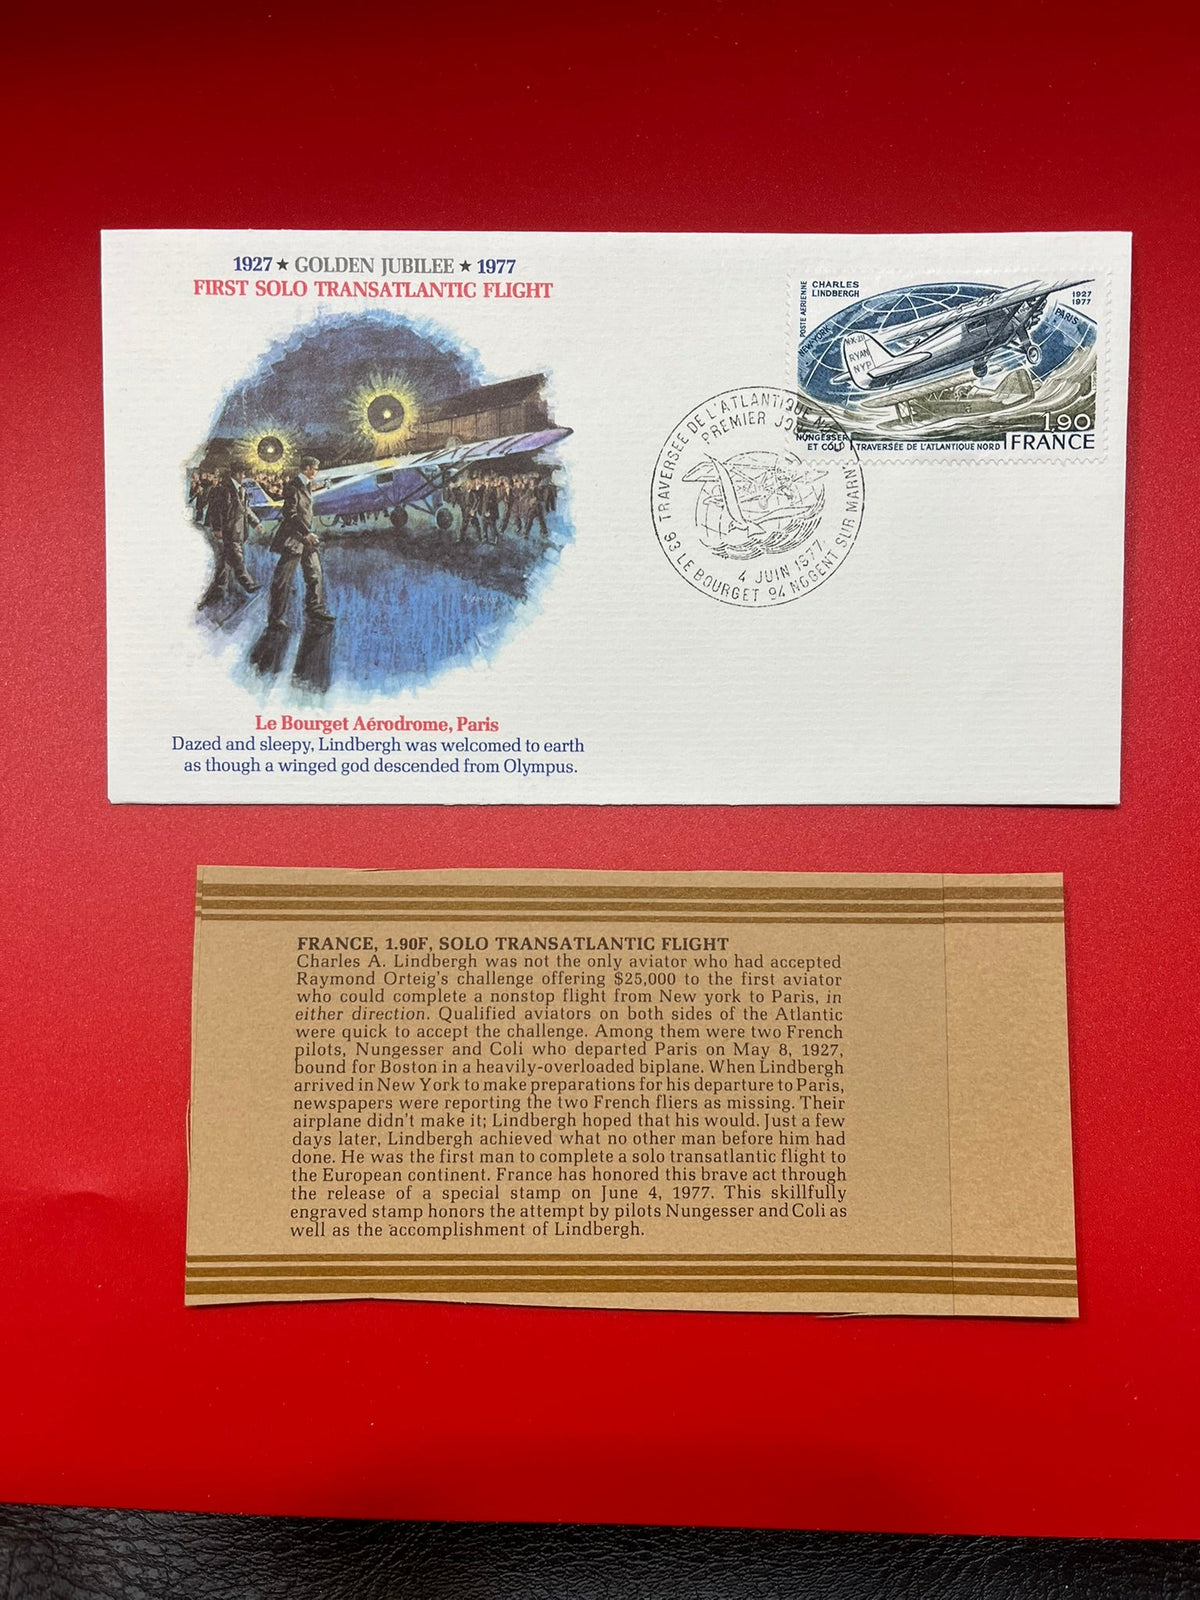 1927 ★ GOLDEN JUBILEE ★ 1977
FIRST SOLO TRANSATLANTIC FLIGHT
POSTE AERIENNE
CHARLES
LINDBERGH
1927
1977
NEW-YORK
PARIS
RYAN
NYP
1,90
NUNGESSER
ET COLI
TRAVERSÉE DE L'ATLANTIQUE NORD
FRANCE
TRAVERSEE DE L'ATLANTIQUE
PREMIER
4 JUIN 1977
93 LE BOURGET 94 NOGENT SUR MARNE
Le Bourget Aérodrome, Paris
Dazed and sleepy, Lindbergh was welcomed to earth
as though a winged god descended from Olympus.
FRANCE, 1.90F, SOLO TRANSATLANTIC FLIGHT
Charles A. Lindbergh was not the only aviator who had accepted
Raymond Orteig's challenge offering $25,000 to the first aviator
who could complete a nonstop flight from New york to Paris, in
either direction. Qualified aviators on both sides of the Atlantic
were quick to accept the challenge. Among them were two French
pilots, Nungesser and Coli who departed Paris on May 8, 1927,
bound for Boston in a heavily-overloaded biplane. When Lindbergh
arrived in New York to make preparations for his departure to Paris,
newspapers were reporting the two French fliers as missing. Their
airplane didn't make it; Lindbergh hoped that his would. Just a few
days later, Lindbergh achieved what no other man before him had
done. He was the first man to complete a solo transatlantic flight to
the European continent. France has honored this brave act through
the release of a special stamp on June 4, 1977. This skillfully
engraved stamp honors the attempt by pilots Nungesser and Coli as
well as the accomplishment of Lindbergh.